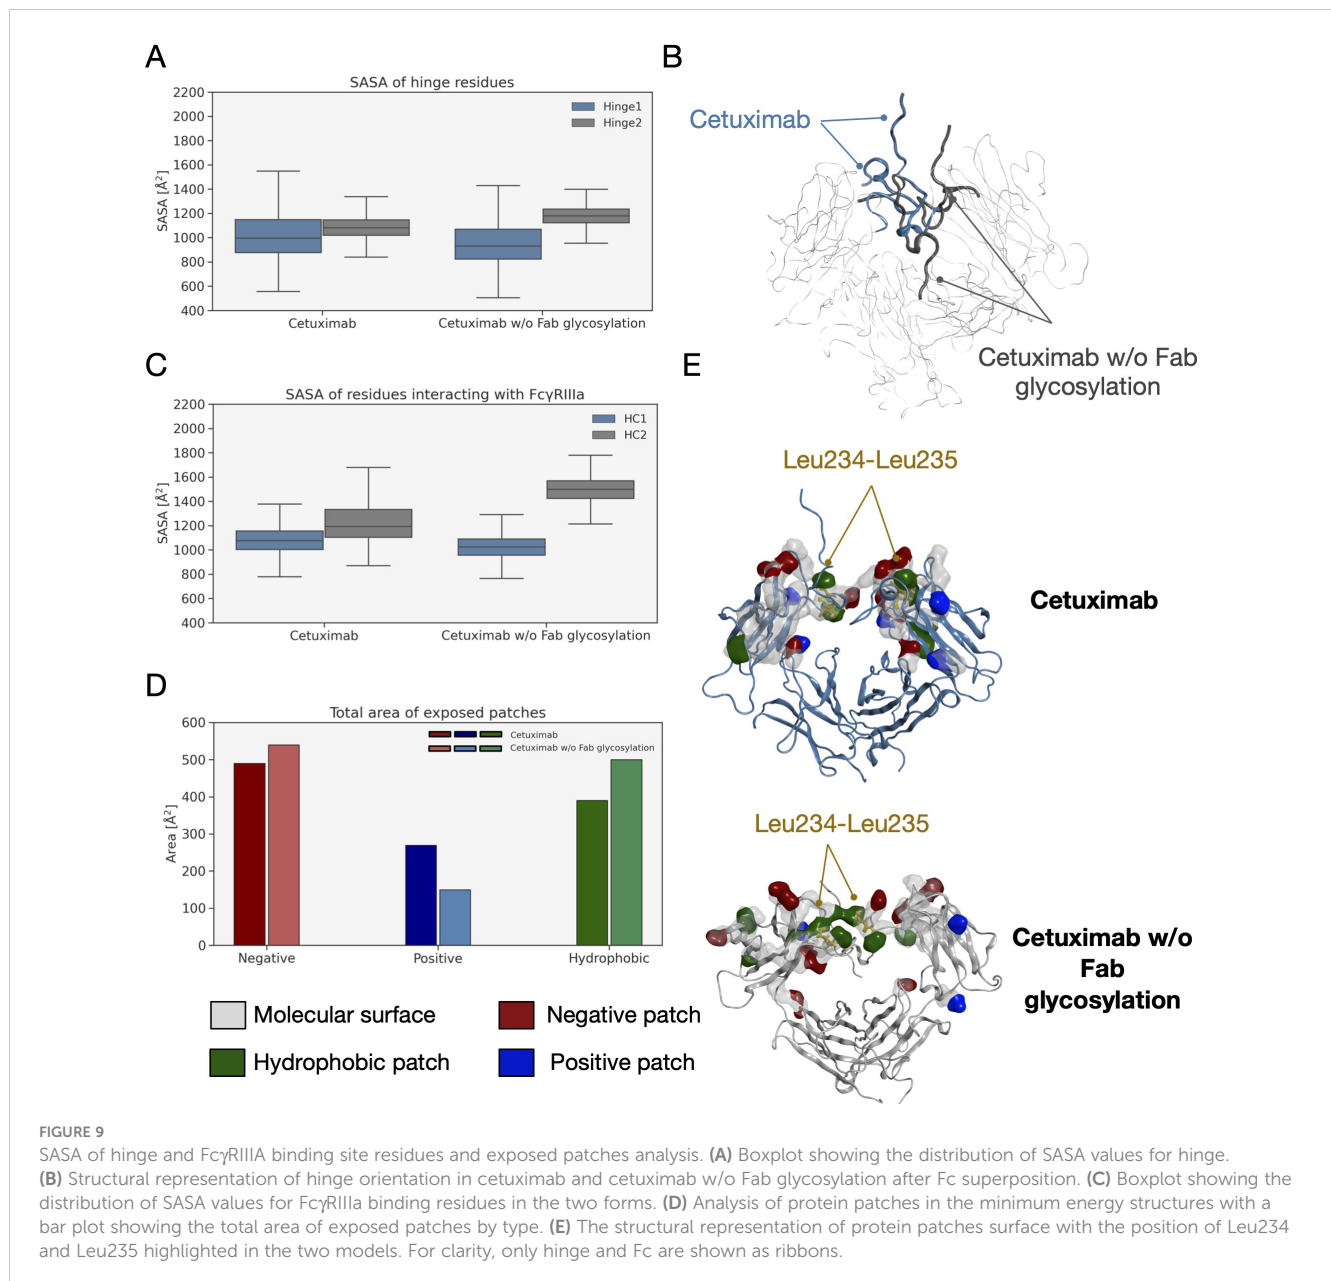 A
SASA of hinge residues
2200
2000
1800
1600
1400
1200
1000
800
600
400
SASA [Å²]
Hinge1
Hinge2
Cetuximab
Cetuximab w/o Fab glycosylation
B
Cetuximab
Cetuximab w/o Fab
glycosylation
C
SASA of residues interacting with FcγRIIIa
2200
2000
1800
1600
1400
1200
1000
800
600
400
SASA [Å²]
HC1
HC2
Cetuximab
Cetuximab w/o Fab glycosylation
D
Total area of exposed patches
600
500
400
300
200
100
0
Area [Å²]
Cetuximab
Cetuximab w/o Fab glycosylation
Negative
Positive
Hydrophobic
Molecular surface
Negative patch
Hydrophobic patch
Positive patch
E
Leu234-Leu235
Cetuximab
Leu234-Leu235
Cetuximab w/o
Fab
glycosylation
FIGURE 9
SASA of hinge and FcγRIIIA binding site residues and exposed patches analysis. (A) Boxplot showing the distribution of SASA values for hinge.
(B) Structural representation of hinge orientation in cetuximab and cetuximab w/o Fab glycosylation after Fc superposition. (C) Boxplot showing the
distribution of SASA values for FcγRIIIa binding residues in the two forms. (D) Analysis of protein patches in the minimum energy structures with a
bar plot showing the total area of exposed patches by type. (E) The structural representation of protein patches surface with the position of Leu234
and Leu235 highlighted in the two models. For clarity, only hinge and Fc are shown as ribbons.